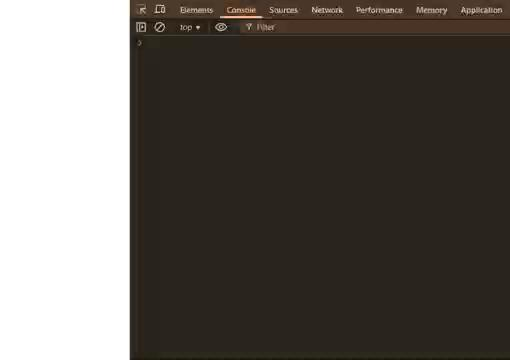 Elements Console Sources Network Performance Memory Application
top Filter